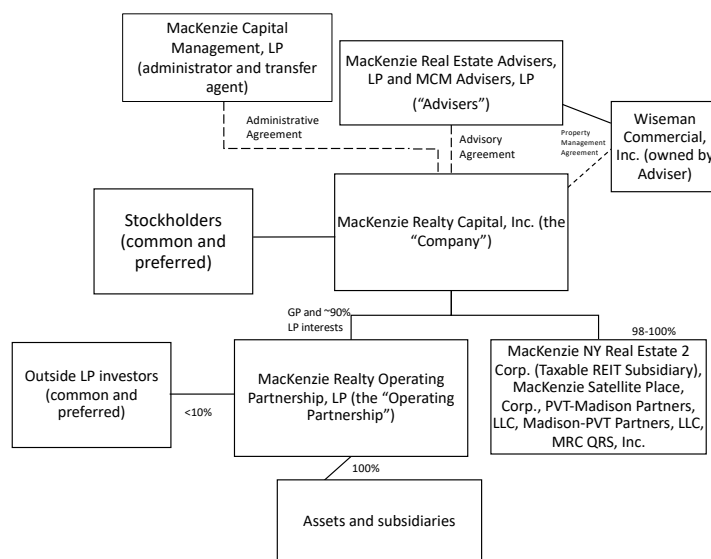 MacKenzie Capital
Management, LP
(administrator and transfer
agent)
MacKenzie Real Estate Advisers,
LP and MCM Advisers, LP
(“Advisers”)
Wiseman
Commercial,
Inc. (owned by
Adviser)
Administrative
Agreement
Advisory
Agreement
Property
Management
Agreement
Stockholders
(common and
preferred)
MacKenzie Realty Capital, Inc. (the
“Company”)
GP and ~90%
LP interests
98-100%
Outside LP investors
(common and
preferred)
<10%
MacKenzie Realty Operating
Partnership, LP (the “Operating
Partnership”)
MacKenzie NY Real Estate 2
Corp. (Taxable REIT Subsidiary),
MacKenzie Satellite Place,
Corp., PVT-Madison Partners,
LLC, Madison-PVT Partners, LLC,
MRC QRS, Inc.
100%
Assets and subsidiaries